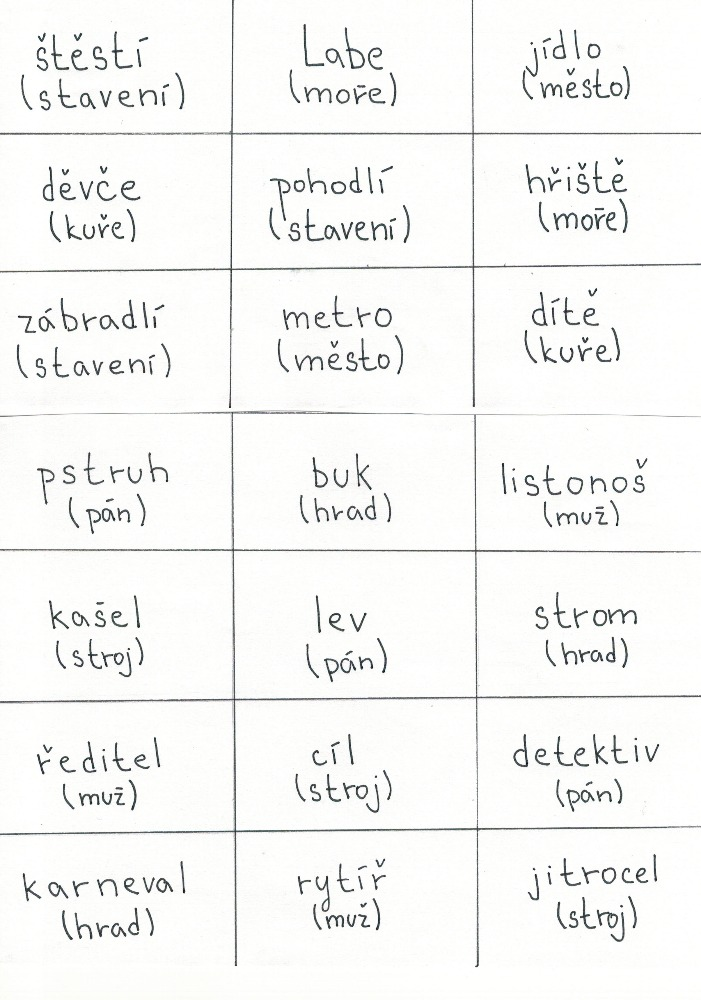 štěstí
(stavení)
Labe
(moře)
jídlo
(město)
děvče
(kuře)
pohodlí
(stavení)
hřiště
(moře)
zábradlí
(stavení)
metro
(město)
dítě
(kuře)
pstruh
(pán)
buk
(hrad)
listonoš
(muž)
kašel
(stroj)
lev
(pán)
strom
(hrad)
ředitel
(muž)
cíl
(stroj)
detektiv
(pán)
karneval
(hrad)
rytíř
(muž)
jitrocel
(stroj)